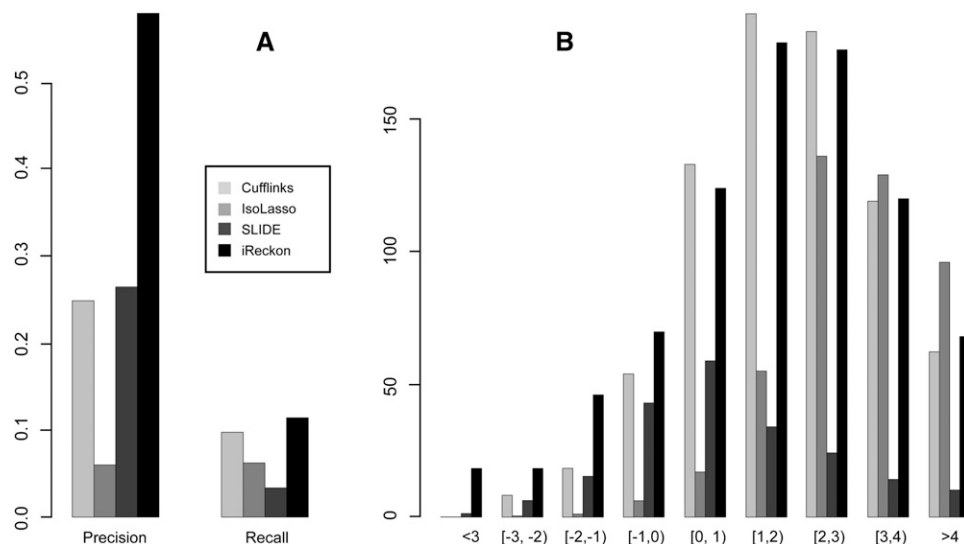 A
B
0.5
0.4
0.3
0.2
0.1
0.0
Cufflinks
IsoLasso
SLIDE
iReckon
Precision
Recall
150
100
50
0
<3
[-3, -2)
[-2,-1)
[-1,0)
[0, 1)
[1,2)
[2,3)
[3,4)
>4